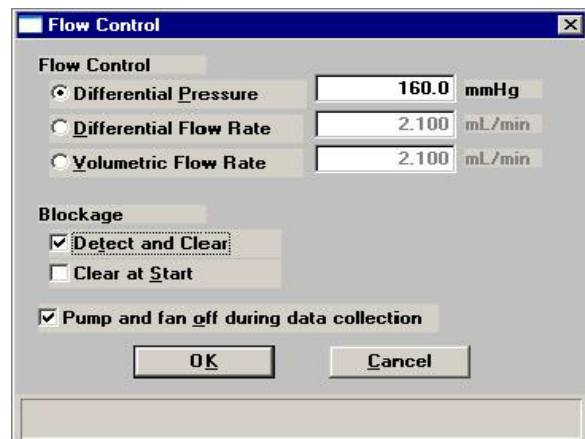 Flow Control
Flow Control
Differential Pressure 160.0 mmHg
Differential Flow Rate 2.100 mL/min
Volumetric Flow Rate 2.100 mL/min
Blockage
Detect and Clear
Clear at Start
Pump and fan off during data collection
OK Cancel